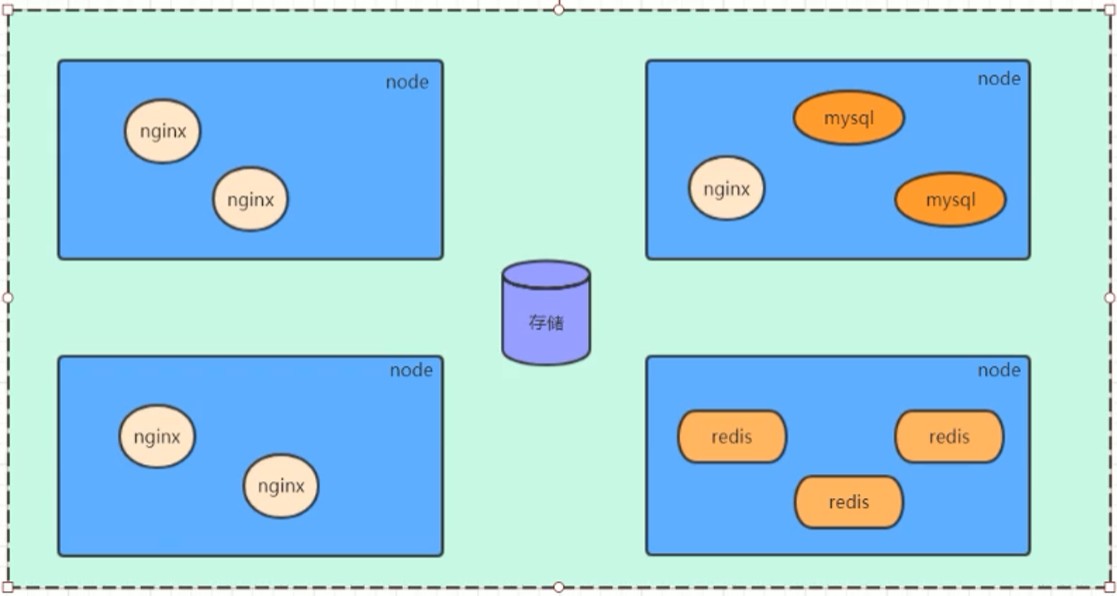 node
nginx
nginx
node
mysql
nginx
mysql
存储
node
nginx
nginx
node
redis
redis
redis